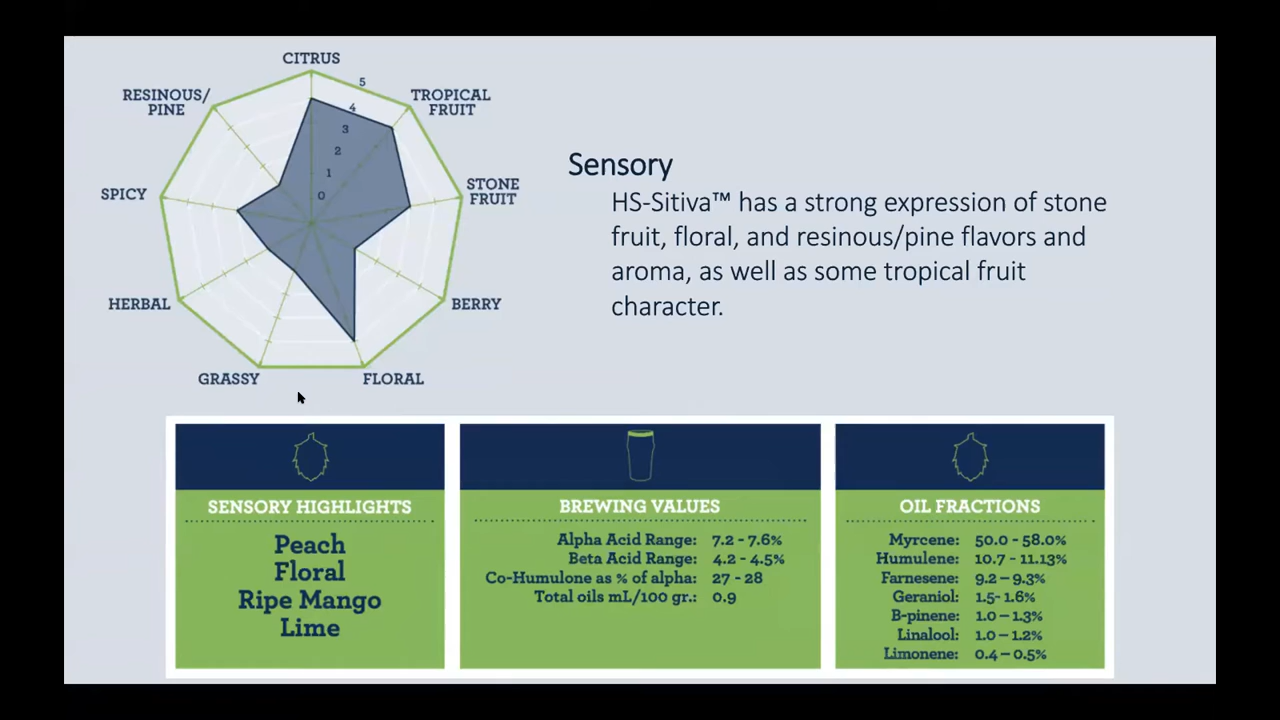 CITRUS
5
RESINOUS/
PINE
TROPICAL
FRUIT
4
3
2
1
0
SPICY
STONE
FRUIT
HERBAL
BERRY
GRASSY
FLORAL
Sensory
HS-Sitiva™ has a strong expression of stone
fruit, floral, and resinous/pine flavors and
aroma, as well as some tropical fruit
character.
SENSORY HIGHLIGHTS
Peach
Floral
Ripe Mango
Lime
BREWING VALUES
Alpha Acid Range: 7.2 - 7.6%
Beta Acid Range: 4.2 - 4.5%
Co-Humulone as % of alpha: 27 - 28
Total oils mL/100 gr.: 0.9
OIL FRACTIONS
Myrcene: 50.0 - 58.0%
Humulene: 10.7 - 11.13%
Farnesene: 9.2 – 9.3%
Geraniol: 1.5- 1.6%
B-pinene: 1.0 – 1.3%
Linalool: 1.0 – 1.2%
Limonene: 0.4 – 0.5%